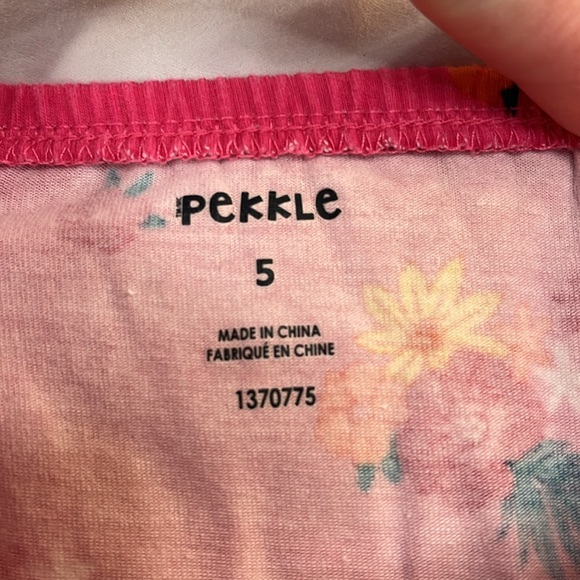 PEKKLE
5
MADE IN CHINA
FABRIQUÉ EN CHINE
1370775